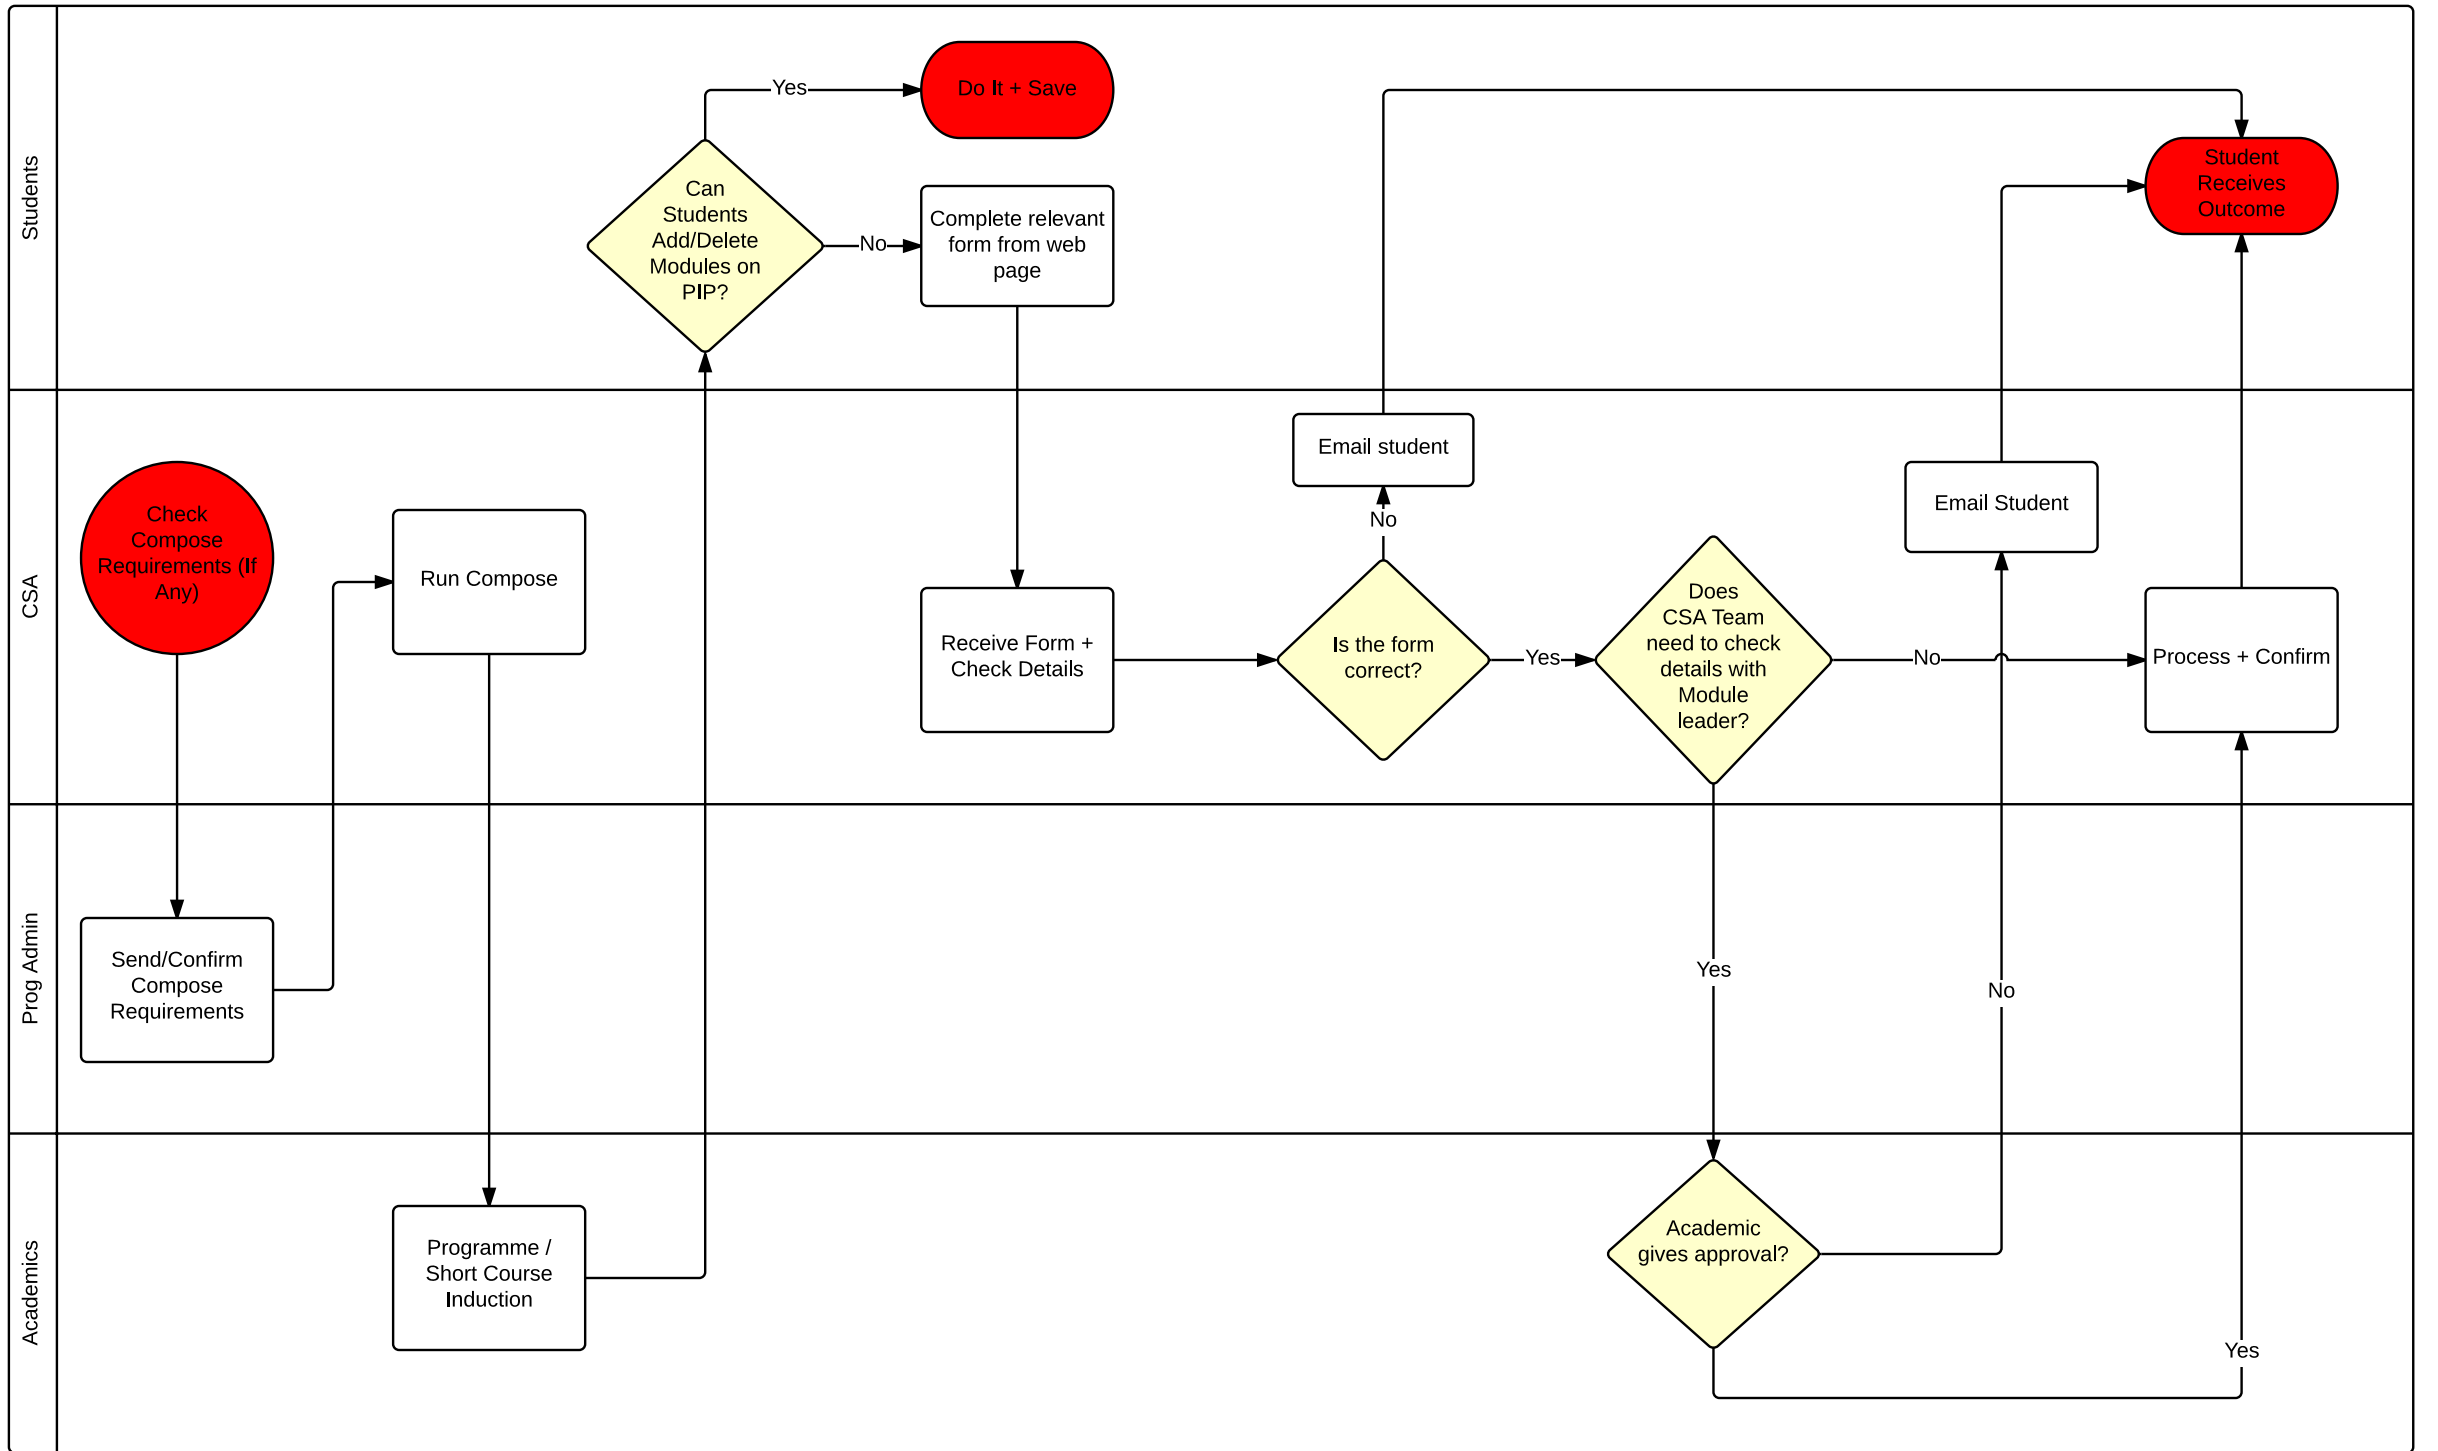 Students
Yes
Do It + Save
Can
Students
Add/Delete
Modules on
PIP?
No
Complete relevant
form from web
page
Student
Receives
Outcome
CSA
Check
Compose
Requirements (If
Any)
Run Compose
Receive Form +
Check Details
Email student
No
Is the form
correct?
Yes
Does
CSA Team
need to check
details with
Module
leader?
No
Email Student
Process + Confirm
Prog Admin
Send/Confirm
Compose
Requirements
Yes
No
Academics
Programme /
Short Course
Induction
Academic
gives approval?
Yes